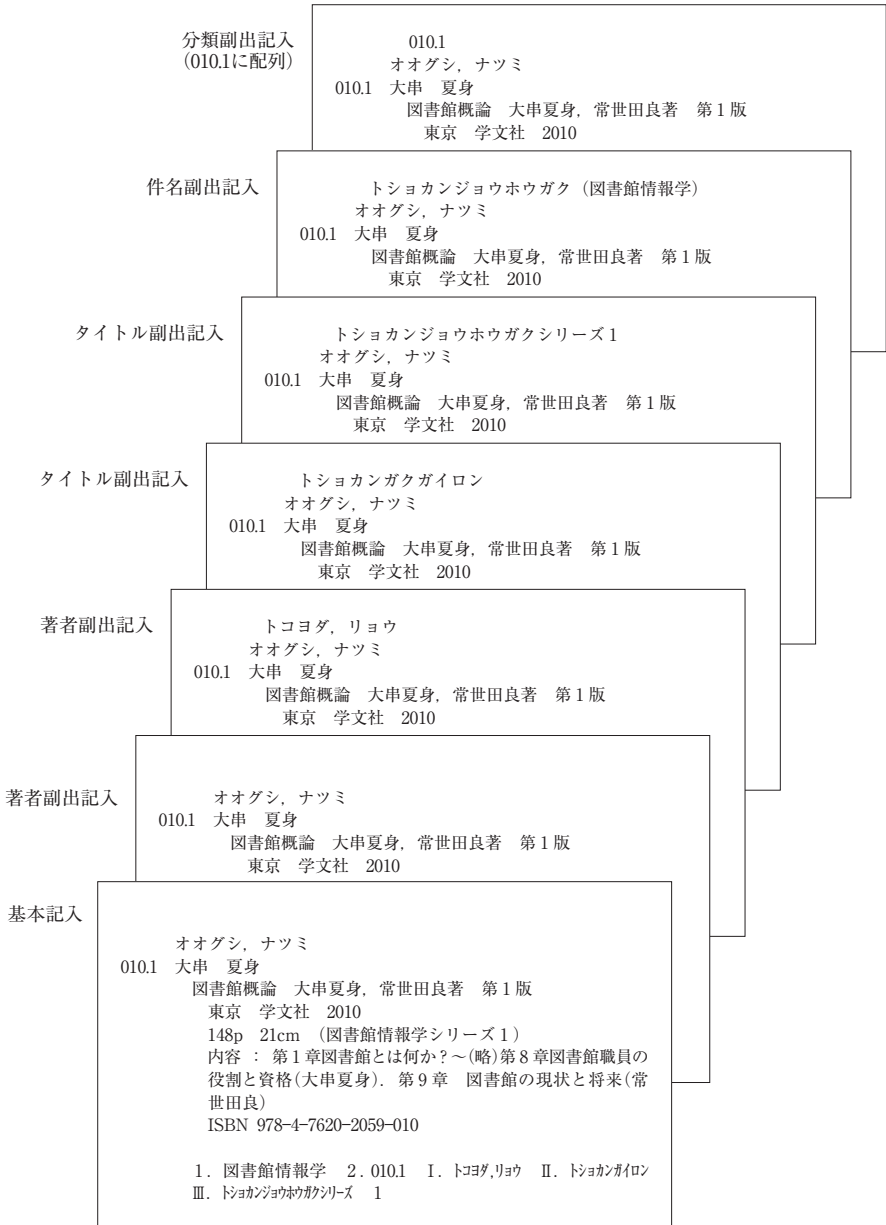 分類副出記入
(010.1に配列)
010.1
オオグシ，ナツミ
010.1 大串　夏身
図書館概論　大串夏身，常世田良著　第1版
東京　学文社　2010
件名副出記入
トショカンジョウホウガク（図書館情報学）
オオグシ，ナツミ
010.1 大串　夏身
図書館概論　大串夏身，常世田良著　第1版
東京　学文社　2010
タイトル副出記入
トショカンジョウホウガクシリーズ1
オオグシ，ナツミ
010.1 大串　夏身
図書館概論　大串夏身，常世田良著　第1版
東京　学文社　2010
タイトル副出記入
トショカンガクガイロン
オオグシ，ナツミ
010.1 大串　夏身
図書館概論　大串夏身，常世田良著　第1版
東京　学文社　2010
著者副出記入
トコヨダ，リョウ
オオグシ，ナツミ
010.1 大串　夏身
図書館概論　大串夏身，常世田良著　第1版
東京　学文社　2010
著者副出記入
オオグシ，ナツミ
010.1 大串　夏身
図書館概論　大串夏身，常世田良著　第1版
東京　学文社　2010
基本記入
オオグシ，ナツミ
010.1 大串　夏身
図書館概論　大串夏身，常世田良著　第1版
東京　学文社　2010
148p　21cm　（図書館情報学シリーズ1）
内容 ： 第1章図書館とは何か？～(略)第8章図書館職員の
役割と資格(大串夏身)．第9章　図書館の現状と将来(常
世田良)
ISBN 978-4-7620-2059-010
1．図書館情報学　2．010.1　Ⅰ．ﾄｺﾖﾀﾞ,ﾘｮｳ　Ⅱ．ﾄｼｮｶﾝｶﾞｲﾛﾝ
Ⅲ．ﾄｼｮｶﾝｼﾞｮｳﾎｳｶﾞｸｼﾘｰｽﾞ　1